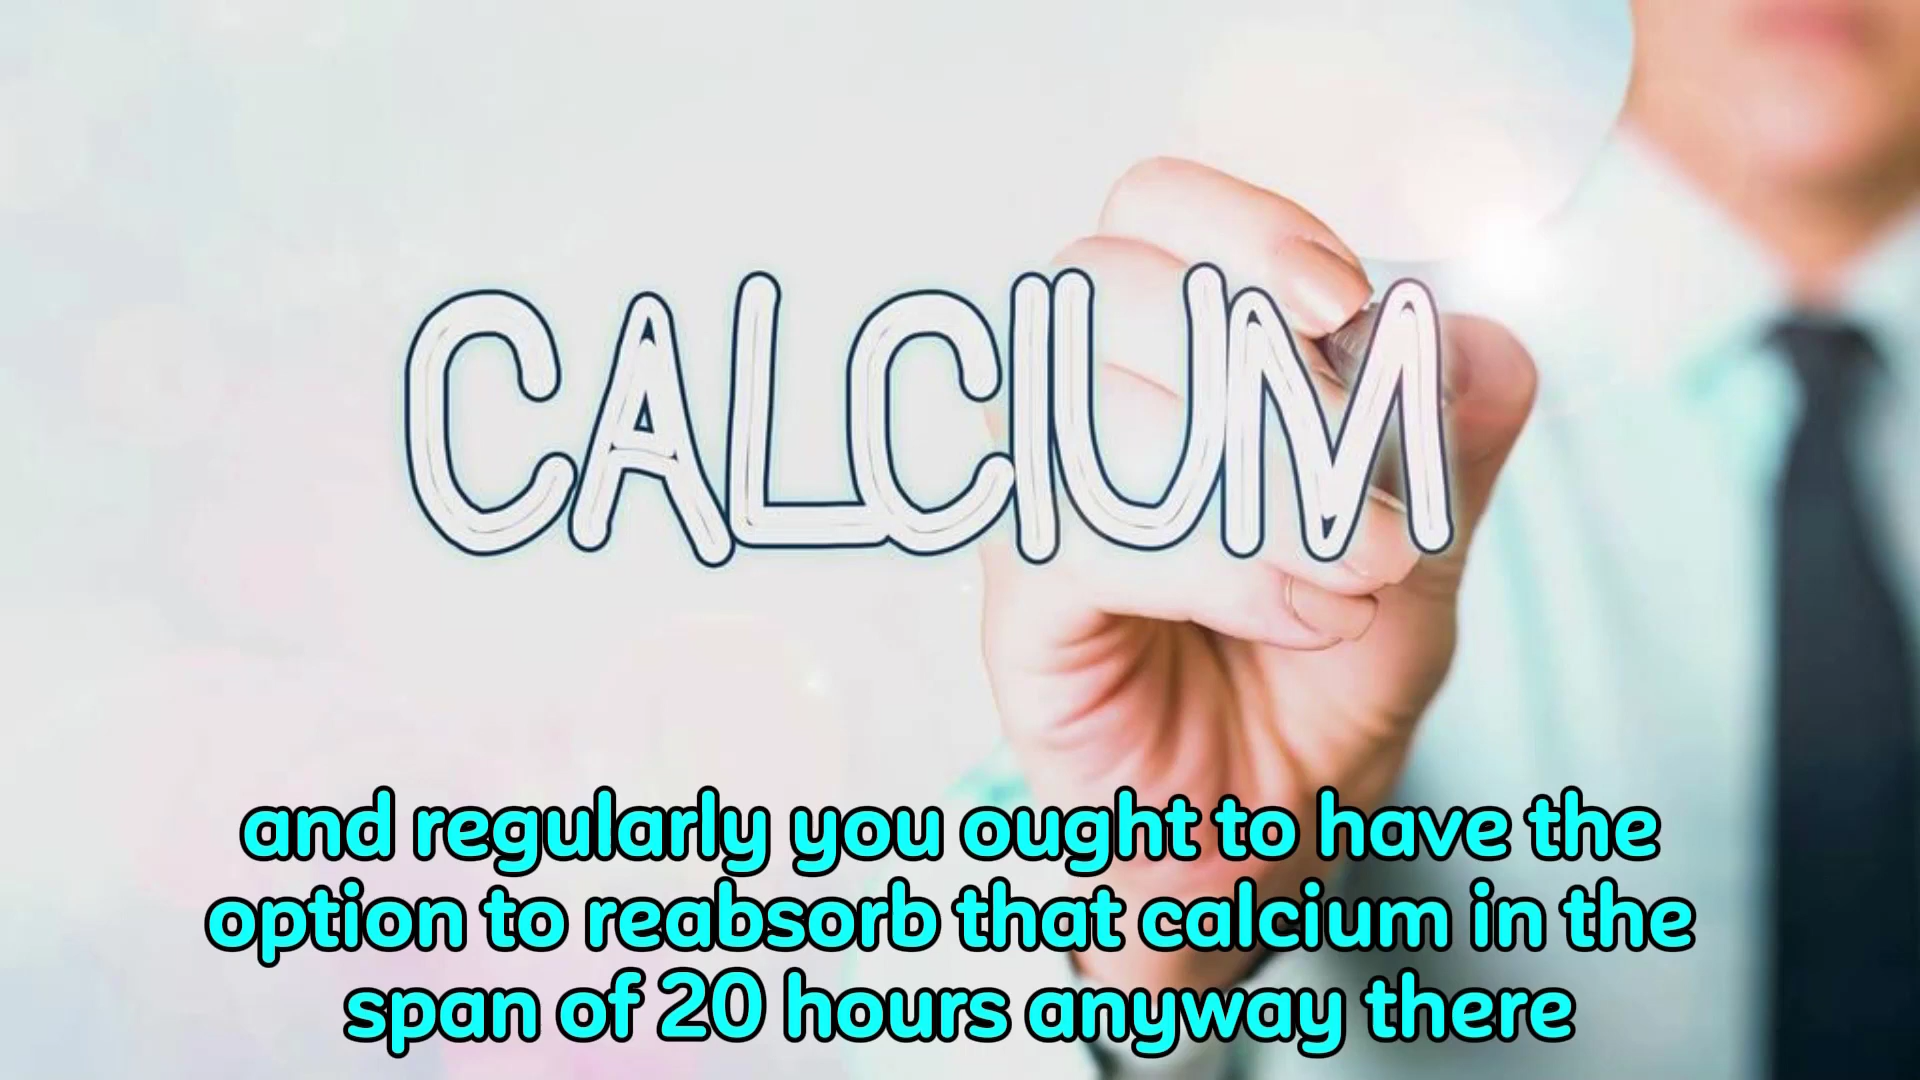 CALCIUM
and regularly you ought to have the
option to reabsorb that calcium in the
span of 20 hours anyway there